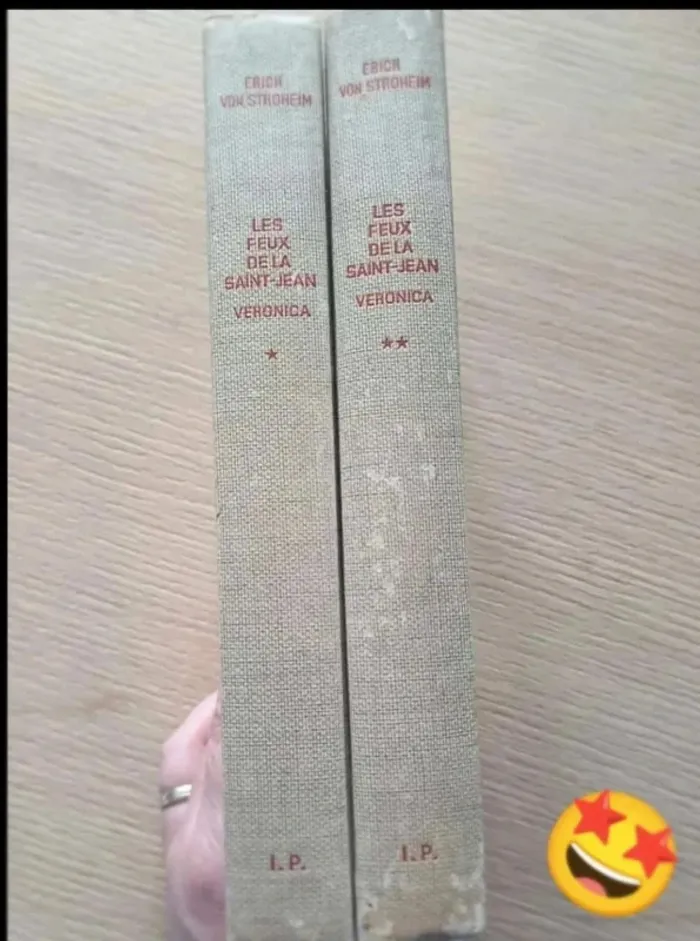 ERICH
VON STROHEIM
LES
FEUX
DE LA
SAINT-JEAN
VERONICA
★
I.P.
ERICH
VON STROHEIM
LES
FEUX
DE LA
SAINT-JEAN
VERONICA
★★
I.P.